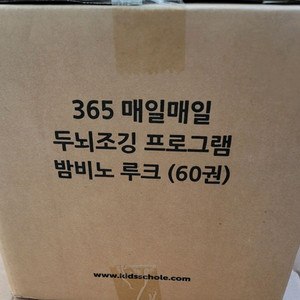 365 매일매일
두뇌조깅 프로그램
밤비노 루크 (60권)
www.kidsschole.com